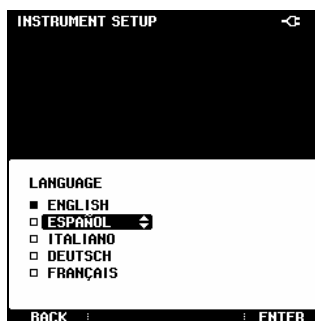 INSTRUMENT SETUP
LANGUAGE
ENGLISH
ESPAÑOL
ITALIANO
DEUTSCH
FRANÇAIS
BACK ENTER